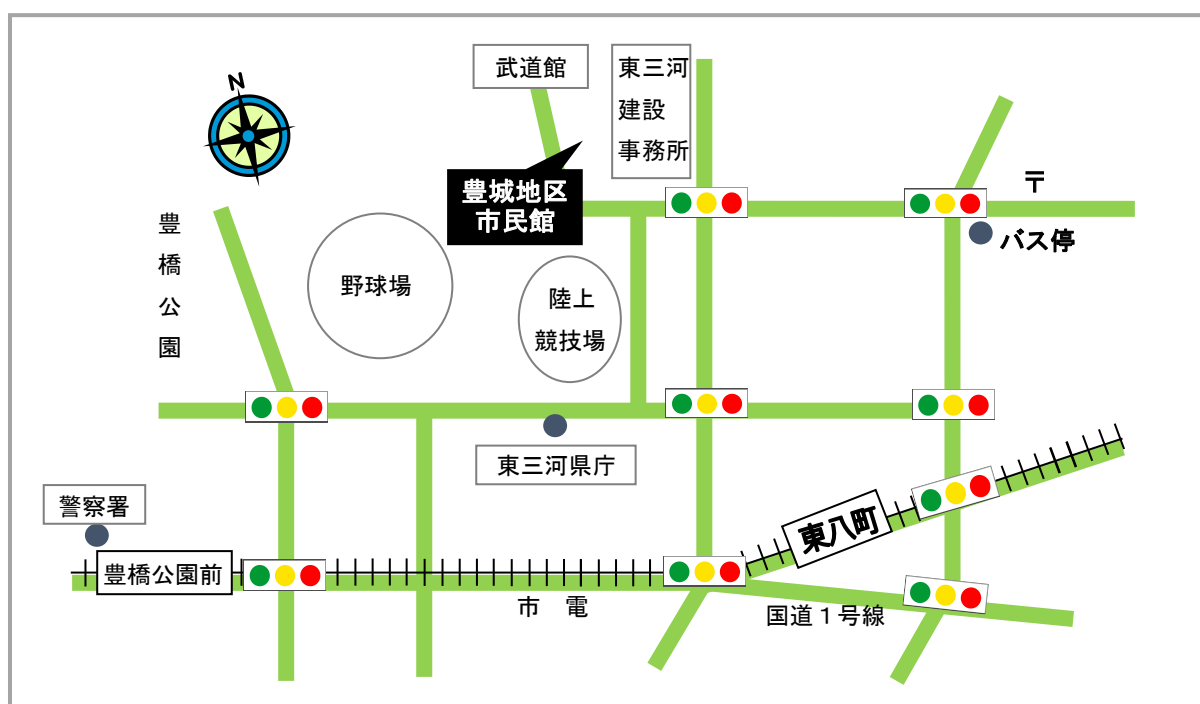 N
武道館
東三河
建設
事務所
豊城地区
市民館
〒
バス停
豊橋公園
野球場
陸上
競技場
東三河県庁
警察署
豊橋公園前
東八町
市電
国道１号線